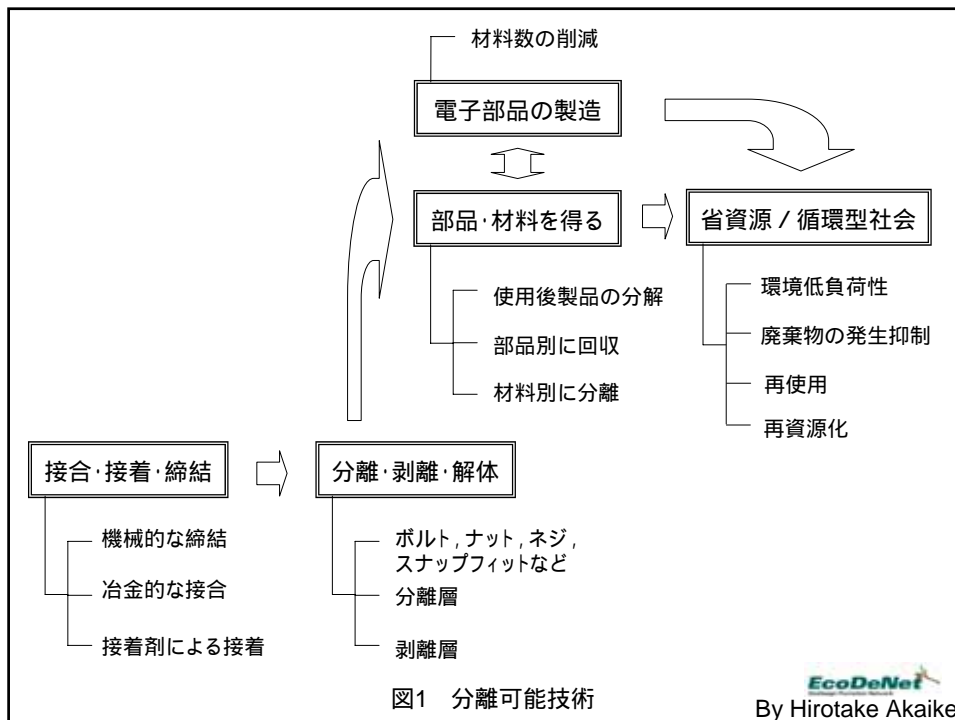 材料数の削減
電子部品の製造
部品･材料を得る
省資源 / 循環型社会
使用後製品の分解
部品別に回収
材料別に分離
環境低負荷性
廃棄物の発生抑制
再使用
再資源化
接合･接着･締結
分離･剥離･解体
機械的な締結
冶金的な接合
接着剤による接着
ボルト , ナット , ネジ ,
スナップフィットなど
分離層
剥離層
図1 分離可能技術
EcoDeNet
By Hirotake Akaike